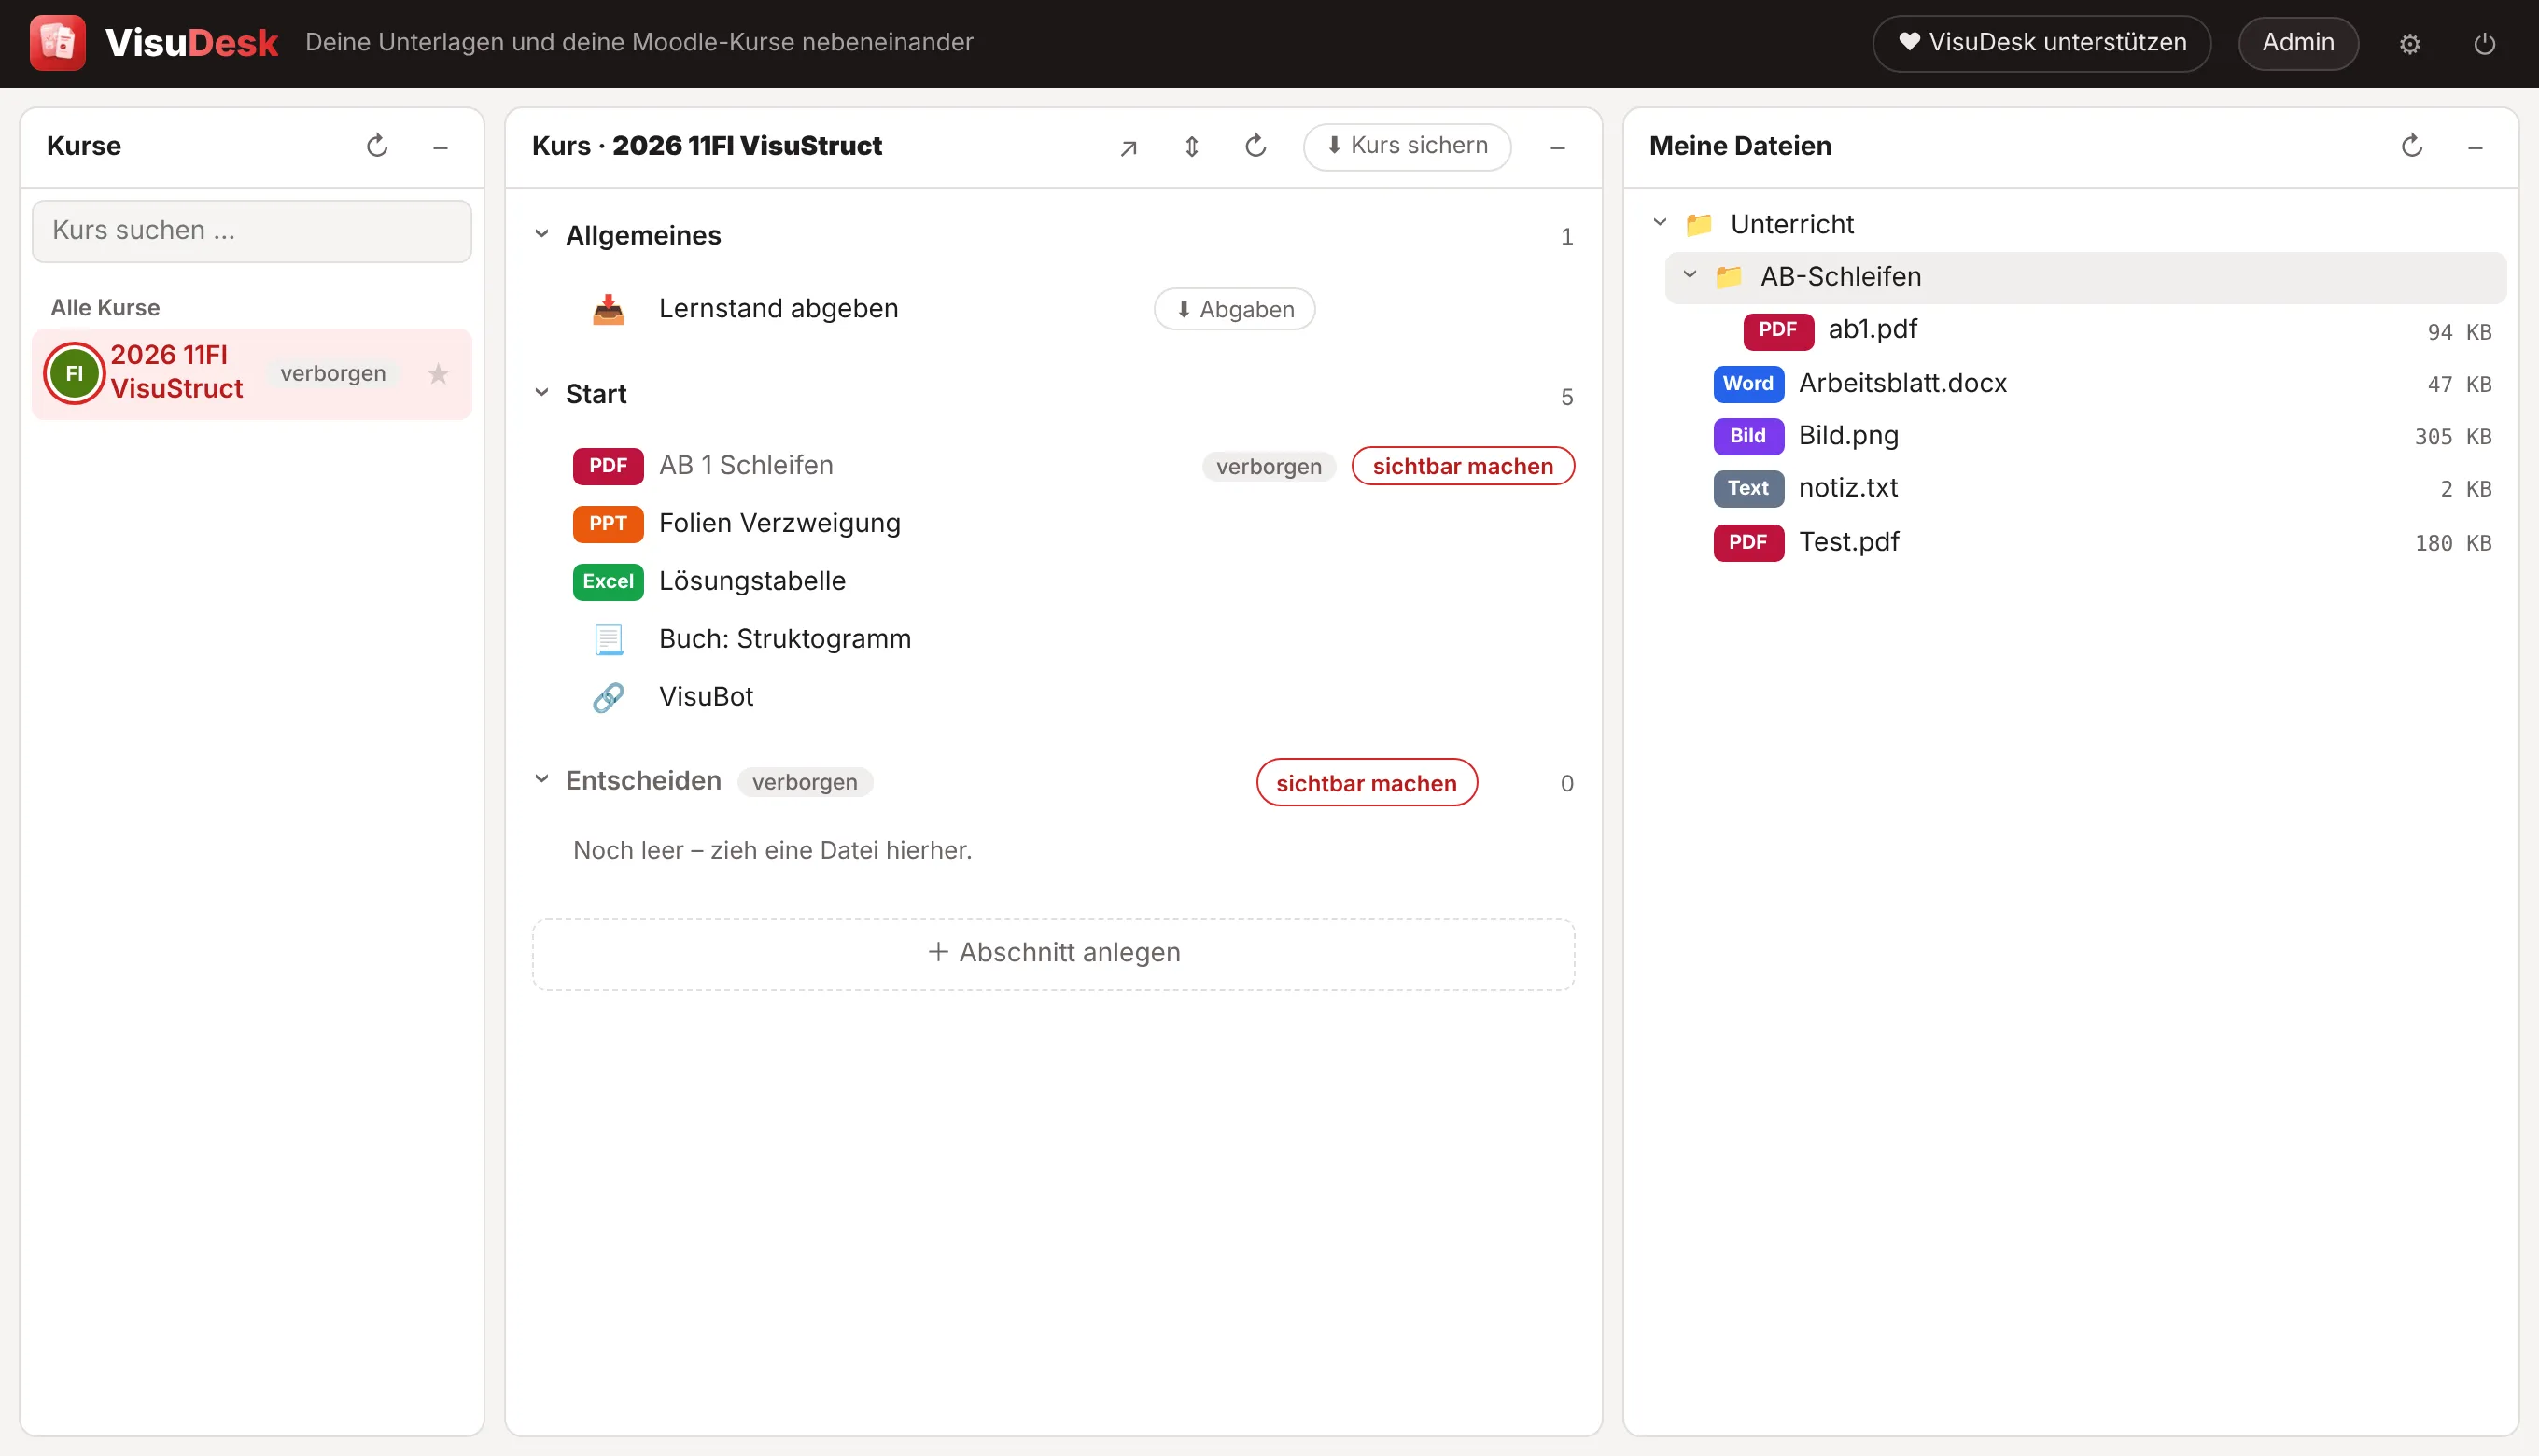 VisuDesk
Deine Unterlagen und deine Moodle-Kurse nebeneinander
♥ VisuDesk unterstützen
Admin
Kurse
Kurs suchen ...
Alle Kurse
FI
2026 11FI
VisuStruct
verborgen
Kurs · 2026 11FI VisuStruct
⬇ Kurs sichern
Allgemeines
1
Lernstand abgeben
⬇ Abgaben
Start
5
PDF AB 1 Schleifen
verborgen
sichtbar machen
PPT Folien Verzweigung
Excel Lösungstabelle
Buch: Struktogramm
VisuBot
Entscheiden
verborgen
sichtbar machen
0
Noch leer – zieh eine Datei hierher.
+ Abschnitt anlegen
Meine Dateien
Unterricht
AB-Schleifen
PDF ab1.pdf 94 KB
Word Arbeitsblatt.docx 47 KB
Bild Bild.png 305 KB
Text notiz.txt 2 KB
PDF Test.pdf 180 KB